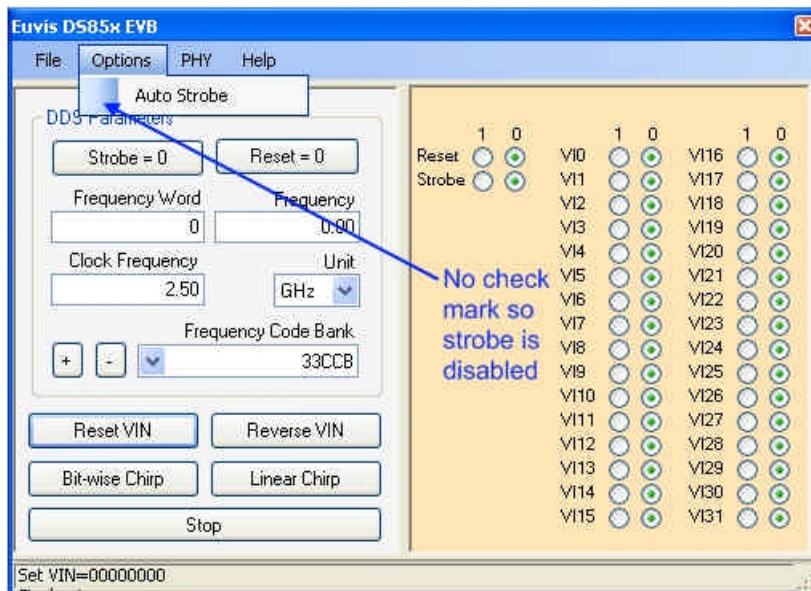 Euvis DS85x EVB
File Options PHY Help
Auto Strobe
DDS Parameters
Strobe = 0 Reset = 0
Frequency Word Frequency
0 0.00
Clock Frequency Unit
2.50 GHz
Frequency Code Bank
+ - 33CCB
Reset VIN Reverse VIN
Bit-wise Chirp Linear Chirp
Stop
1 0 1 0 1 0
Reset VI0 VI16
Strobe VI1 VI17
VI2 VI18
VI3 VI19
VI4 VI20
VI5 VI21
VI6 VI22
VI7 VI23
VI8 VI24
VI9 VI25
VI10 VI26
VI11 VI27
VI12 VI28
VI13 VI29
VI14 VI30
VI15 VI31
No check
mark so
strobe is
disabled
Set VIN=00000000